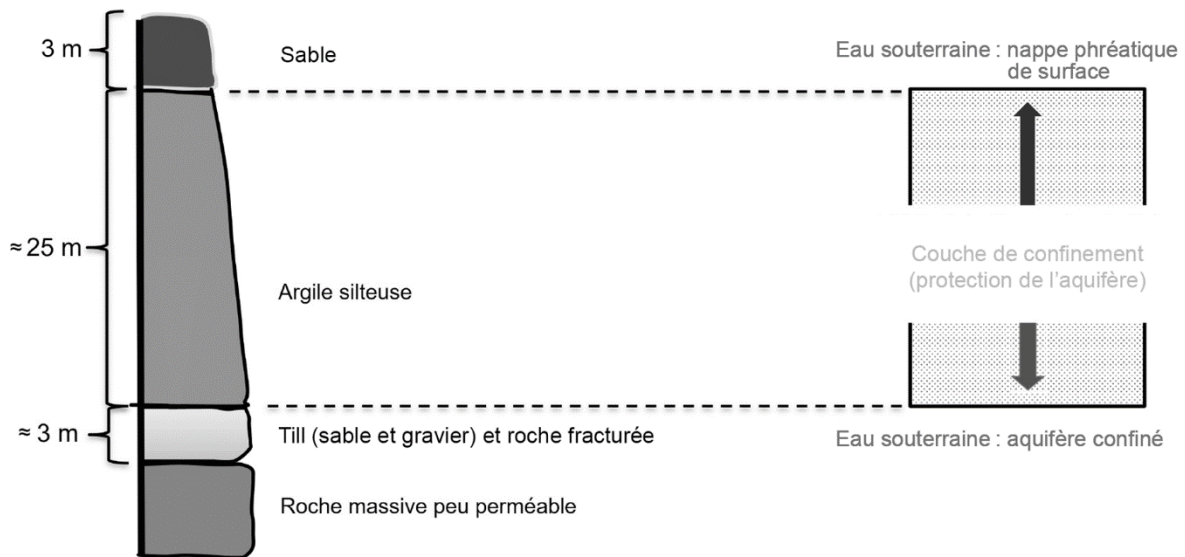 3 m
Sable
Eau souterraine : nappe phréatique
de surface
≈ 25 m
Argile silteuse
Couche de confinement
(protection de l’aquifère)
≈ 3 m
Till (sable et gravier) et roche fracturée
Eau souterraine : aquifère confiné
Roche massive peu perméable